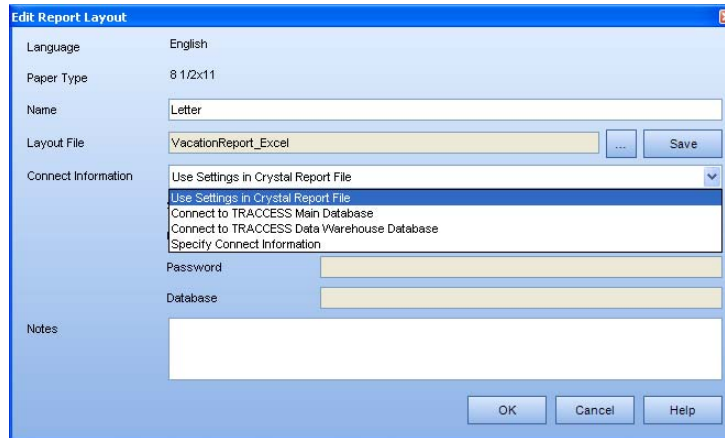 Edit Report Layout
Language English
Paper Type 8 1/2x11
Name Letter
Layout File VacationReport_Excel ... Save
Connect Information Use Settings in Crystal Report File
Use Settings in Crystal Report File
Connect to TRACCESS Main Database
Connect to TRACCESS Data Warehouse Database
Specify Connect Information
Password
Database
Notes
OK Cancel Help